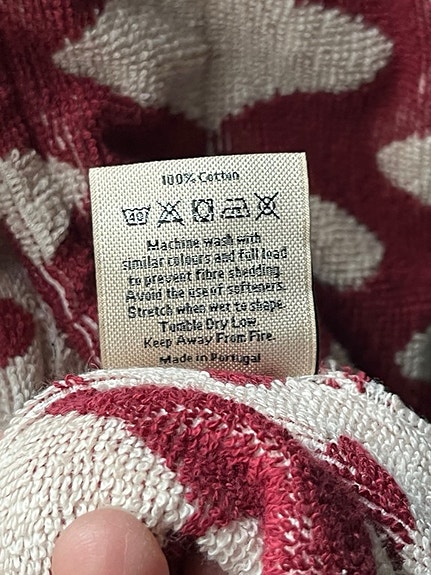 100% Cotton
40
Machine wash with
similar colours and full load
to prevent fibre shedding
Avoid the use of softeners.
Stretch when wet to shape.
Tumble Dry Low
Keep Away From Fire.
Made in Portugal